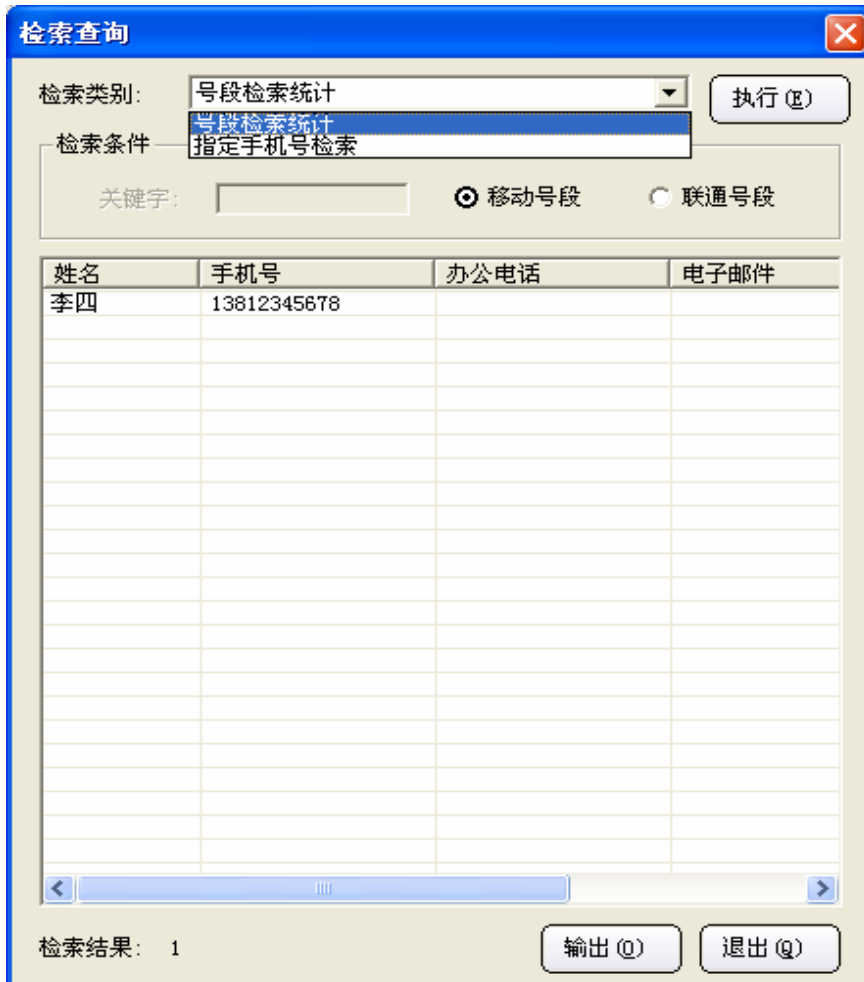 检索查询
检索类别: 号段检索统计 执行(E)
号段检索统计
检索条件 指定手机号检索
关键字: 移动号段 联通号段
姓名 手机号 办公电话 电子邮件
李四 13812345678
检索结果: 1 输出(O) 退出(Q)